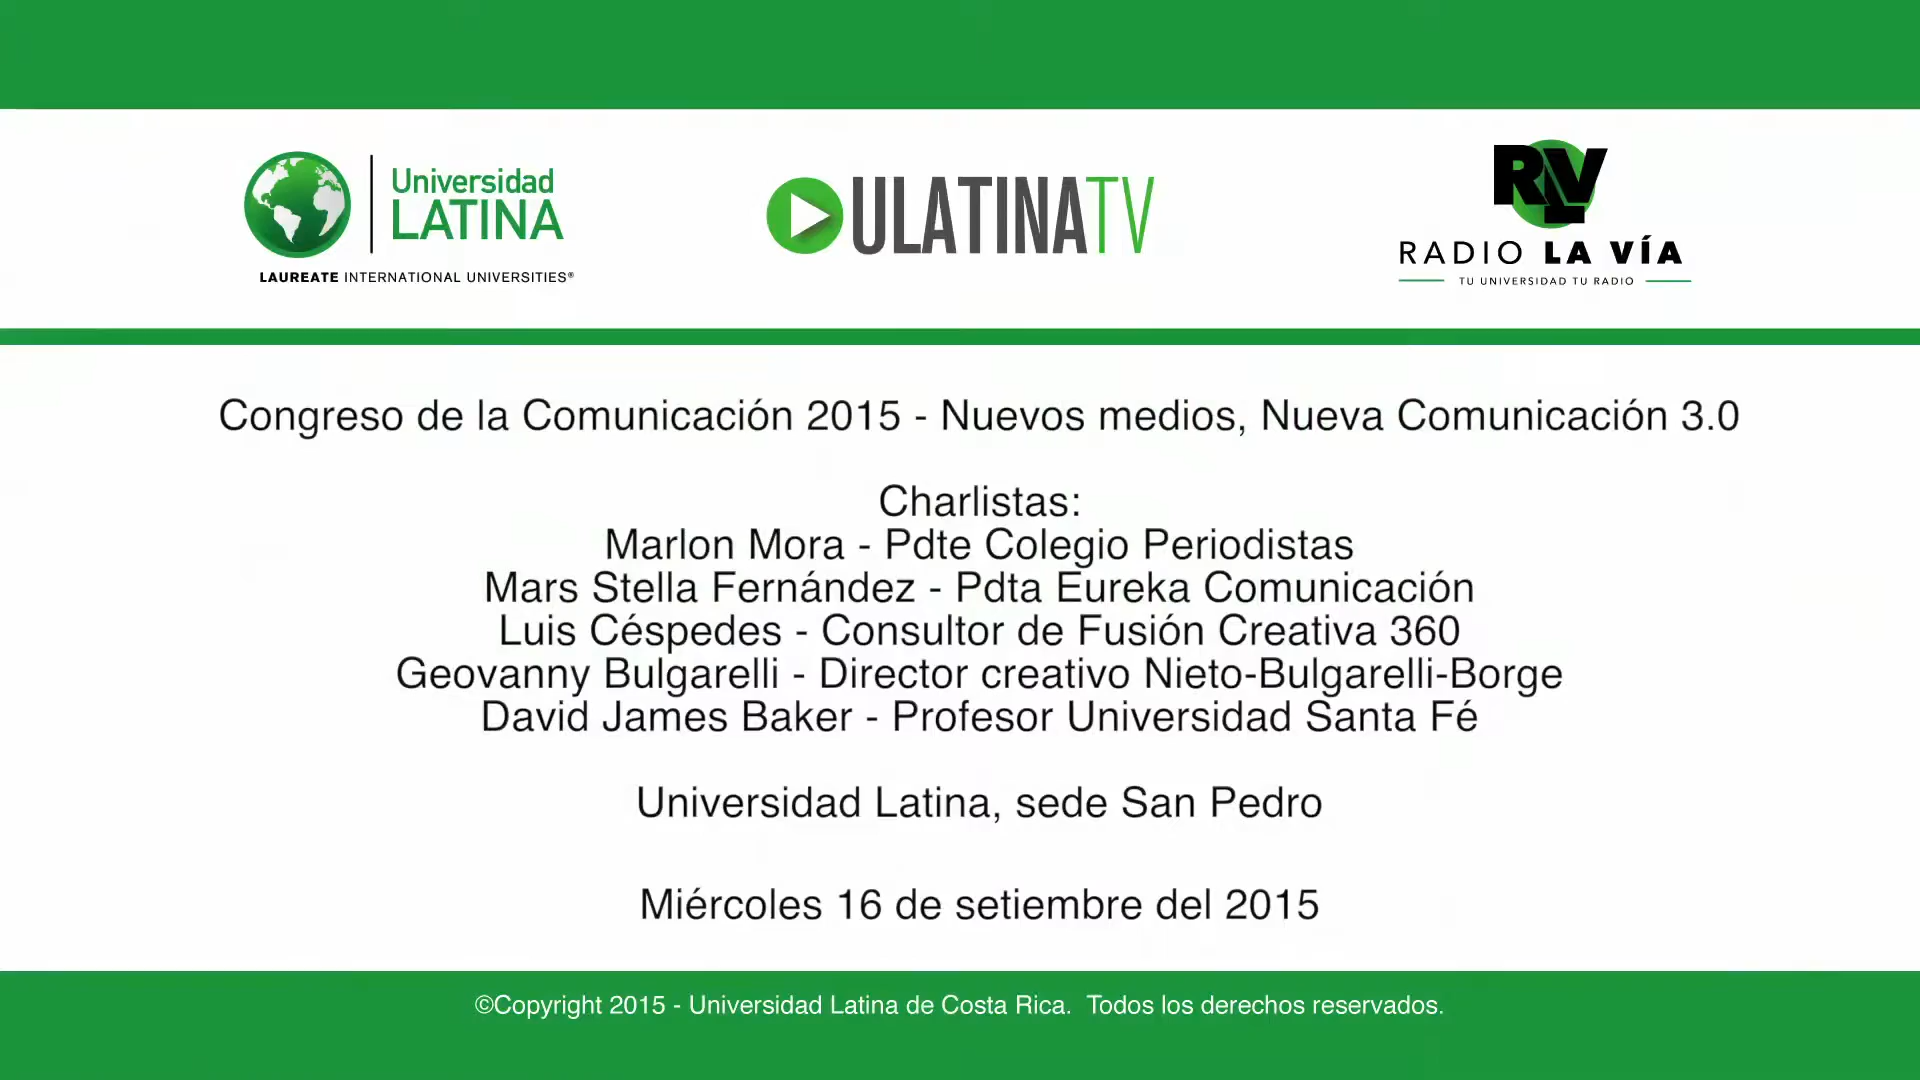 Universidad
LATINA
LAUREATE INTERNATIONAL UNIVERSITIES®
ULATINATV
RLV
RADIO LA VÍA
TU UNIVERSIDAD TU RADIO
Congreso de la Comunicación 2015 - Nuevos medios, Nueva Comunicación 3.0
Charlistas:
Marlon Mora - Pdte Colegio Periodistas
Mars Stella Fernández - Pdta Eureka Comunicación
Luis Céspedes - Consultor de Fusión Creativa 360
Geovanny Bulgarelli - Director creativo Nieto-Bulgarelli-Borge
David James Baker - Profesor Universidad Santa Fé
Universidad Latina, sede San Pedro
Miércoles 16 de setiembre del 2015
©Copyright 2015 - Universidad Latina de Costa Rica.  Todos los derechos reservados.